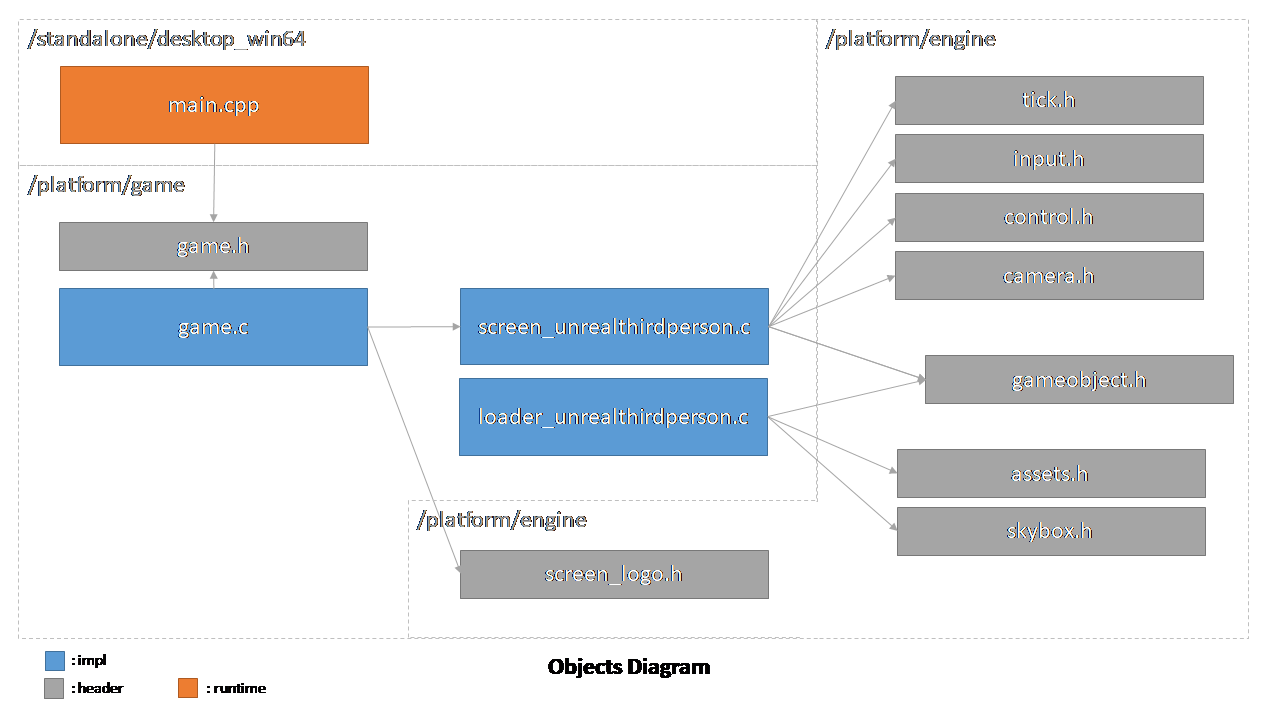 /standalone/desktop_win64
/platform/engine
main.cpp
tick.h
input.h
/platform/game
control.h
game.h
camera.h
game.c
screen_unrealthirdperson.c
gameobject.h
loader_unrealthirdperson.c
assets.h
/platform/engine
skybox.h
screen_logo.h
: impl
Objects Diagram
: header
: runtime